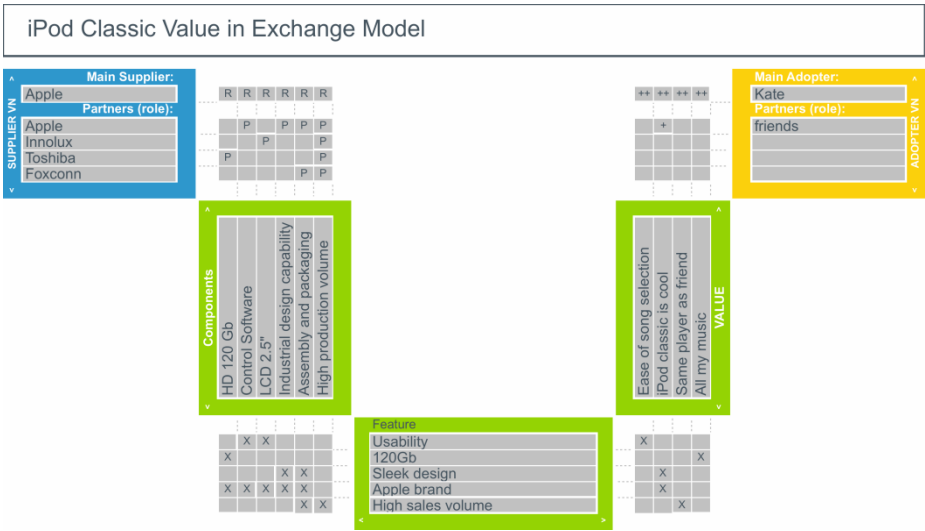 iPod Classic Value in Exchange Model
SUPPLIER VN
Main Supplier:
Apple
Partners (role):
Apple
Innolux
Toshiba
Foxconn
R R R R R R
P P P P
P P
P P
P P
++ ++ ++ ++
+
Main Adopter:
Kate
Partners (role):
friends
ADOPTER VN
Components
HD 120 Gb
Control Software
LCD 2.5"
Industrial design capability
Assembly and packaging
High production volume
Ease of song selection
iPod classic is cool
Same player as friend
All my music
VALUE
X X
X
X X
X X X X X
X X
Feature
Usability
120Gb
Sleek design
Apple brand
High sales volume
X
X
X
X
X